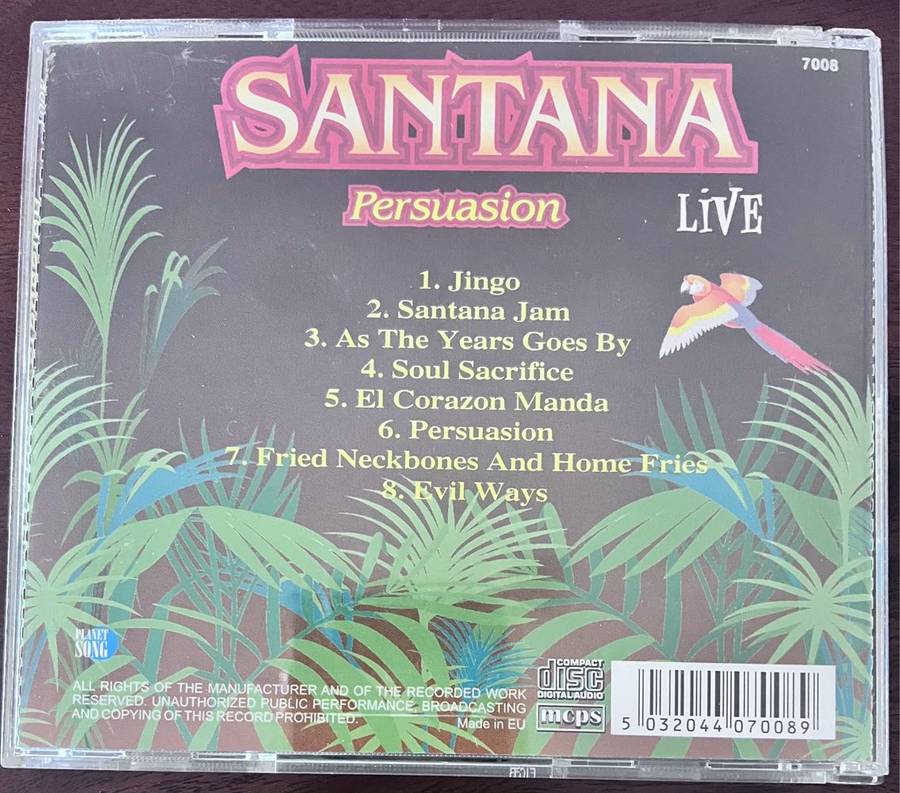 7008
SANTANA
Persuasion
LiVE
1. Jingo
2. Santana Jam
3. As The Years Goes By
4. Soul Sacrifice
5. El Corazon Manda
6. Persuasion
7. Fried Neckbones And Home Fries
8. Evil Ways
PLANET
SONG
ALL RIGHTS OF THE MANUFACTURER AND OF THE RECORDED WORK
RESERVED. UNAUTHORIZED PUBLIC PERFORMANCE, BROADCASTING
AND COPYING OF THIS RECORD PROHIBITED.
Made in EU
COMPACT
disc
DIGITAL AUDIO
mcps
5 032044 070089